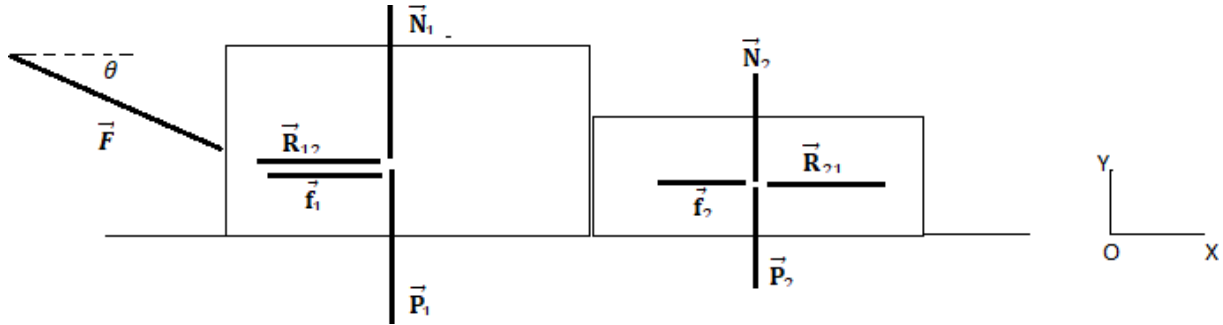 N⃗₁
θ
N⃗₂
F⃗
R⃗₁₂
R⃗₂₁
Y
f⃗₁
f⃗₂
O
X
P⃗₁
P⃗₂